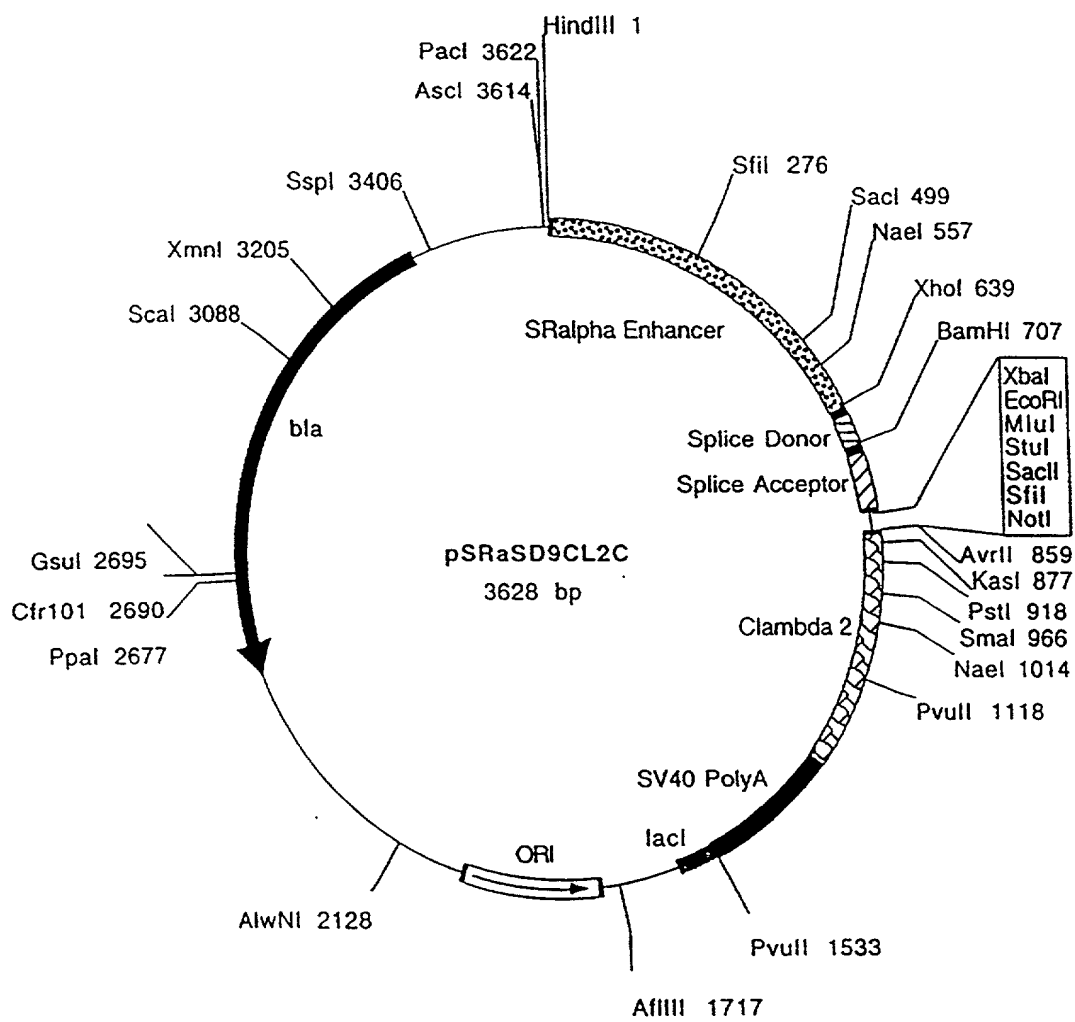 HindIII 1
PacI 3622
AscI 3614
SfiI 276
SspI 3406
SacI 499
NaeI 557
XmnI 3205
XhoI 639
ScaI 3088
BamHI 707
SRalpha Enhancer
XbaI
EcoRI
MluI
StuI
SacII
SfiI
NotI
bla
Splice Donor
Splice Acceptor
pSRaSD9CL2C
3628 bp
AvrII 859
KasI 877
PstI 918
SmaI 966
NaeI 1014
GsuI 2695
Cfr101 2690
PpaI 2677
Clambda 2
PvuII 1118
SV40 PolyA
lacI
ORI
AlwNI 2128
PvuII 1533
AflIII 1717